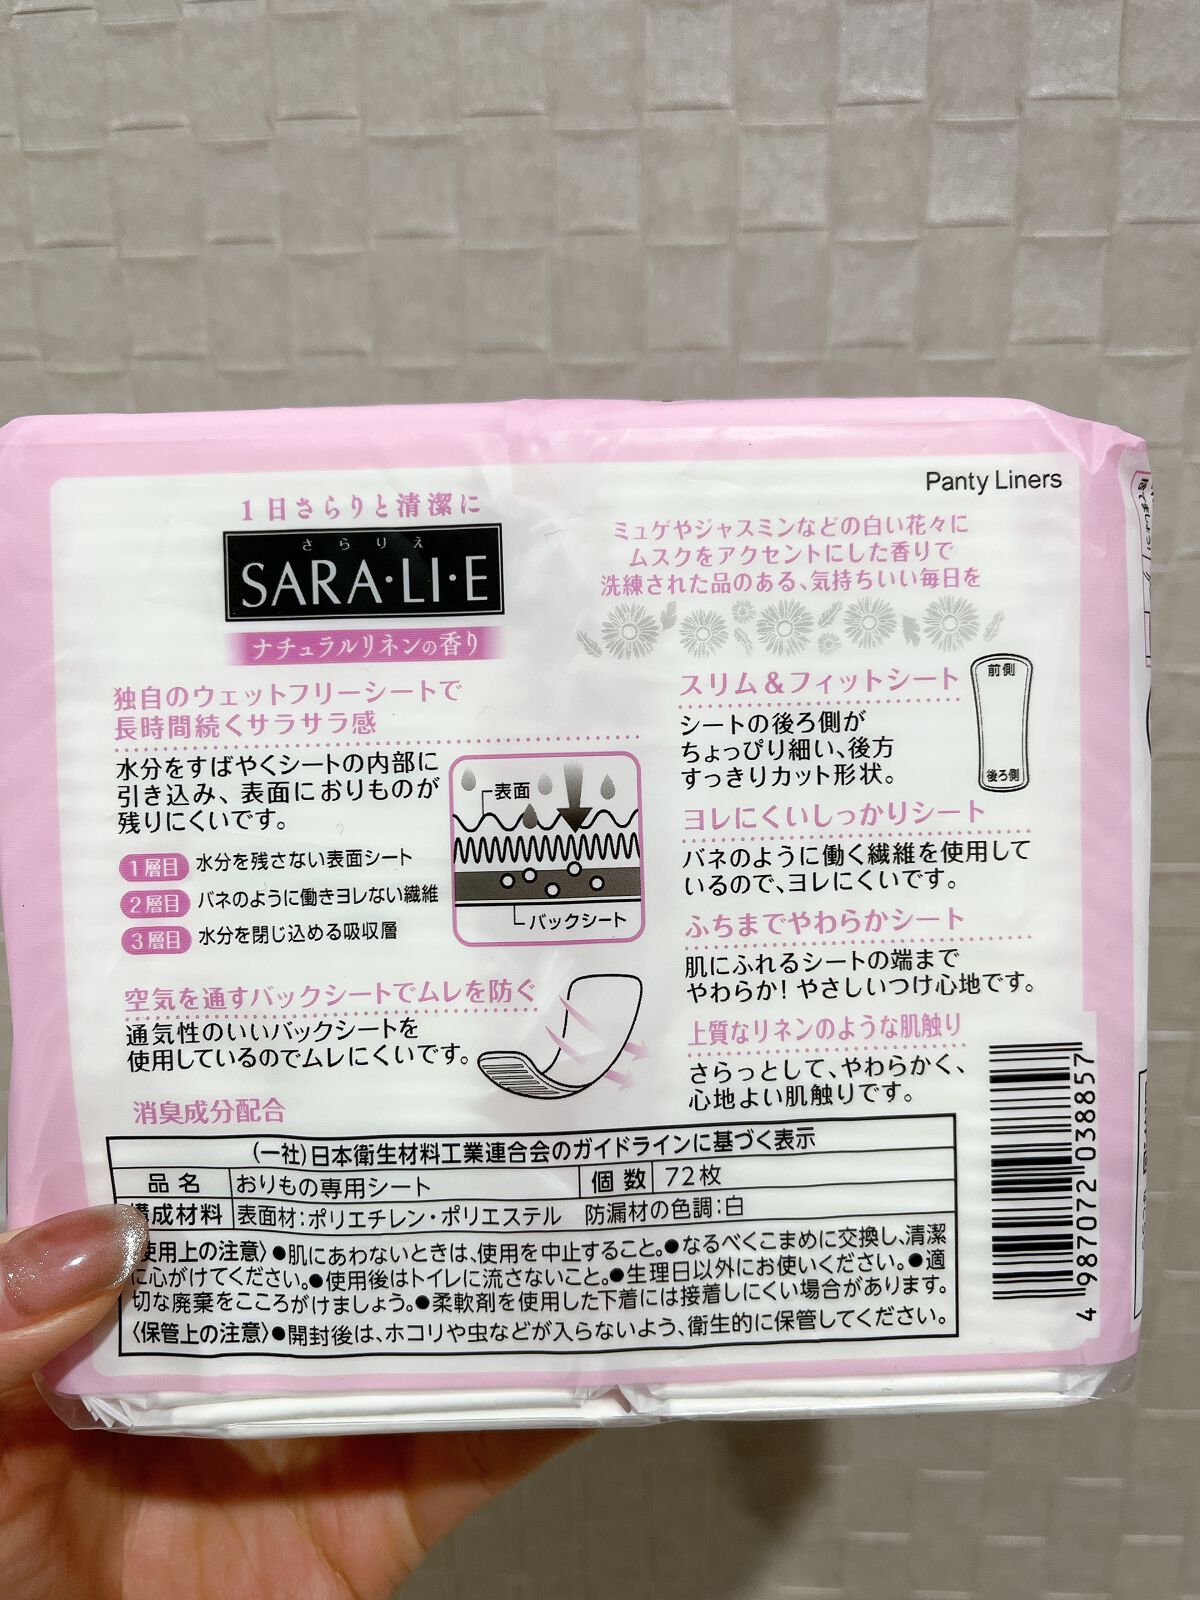 Panty Liners
1日さらりと清潔に
さらりえ
SARA・LI・E
ナチュラルリネンの香り
ミュゲやジャスミンなどの白い花々に
ムスクをアクセントにした香りで
洗練された品のある、気持ちいい毎日を
独自のウェットフリーシートで
長時間続くサラサラ感
水分をすばやくシートの内部に
引き込み、表面におりものが
残りにくいです。
1層目 水分を残さない表面シート
2層目 バネのように働きヨレない繊維
3層目 水分を閉じ込める吸収層
表面
バックシート
空気を通すバックシートでムレを防ぐ
通気性のいいバックシートを
使用しているのでムレにくいです。
消臭成分配合
スリム&フィットシート
シートの後ろ側が
ちょっぴり細い、後方
すっきりカット形状。
前側
後ろ側
ヨレにくいしっかりシート
バネのように働く繊維を使用して
いるので、ヨレにくいです。
ふちまでやわらかシート
肌にふれるシートの端まで
やわらか!やさしいつけ心地です。
上質なリネンのような肌触り
さらっとして、やわらかく、
心地よい肌触りです。
(一社)日本衛生材料工業連合会のガイドラインに基づく表示
品名 おりもの専用シート 個数 72枚
構成材料 表面材:ポリエチレン・ポリエステル 防漏材の色調:白
使用上の注意〉●肌にあわないときは、使用を中止すること。●なるべくこまめに交換し、清潔
に心がけてください。●使用後はトイレに流さないこと。●生理日以外にお使いください。●適
切な廃棄をこころがけましょう。●柔軟剤を使用した下着には接着しにくい場合があります。
〈保管上の注意〉●開封後は、ホコリや虫などが入らないよう、衛生的に保管してください。
4 987072 038857